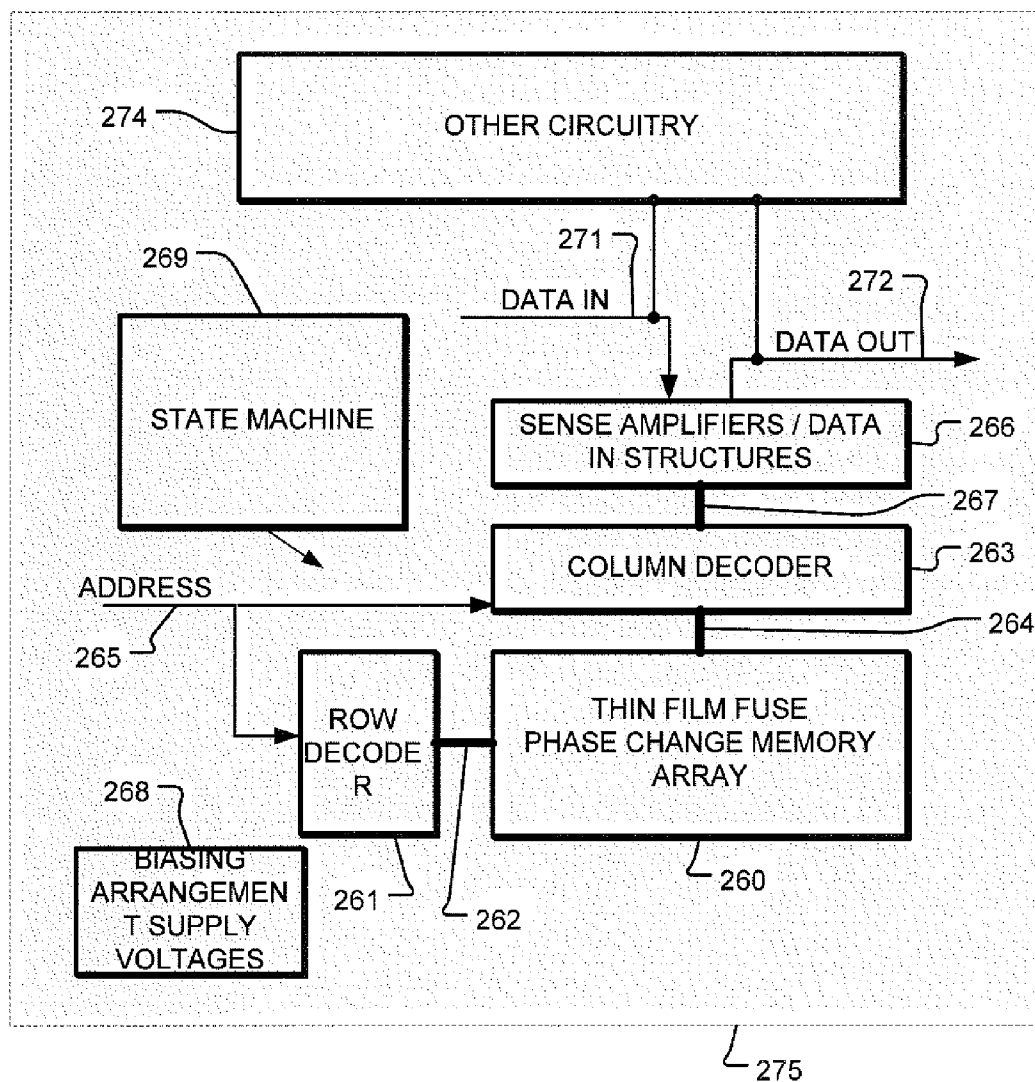 OTHER CIRCUITRY
274
271
269
272
DATA IN
DATA OUT
STATE MACHINE
SENSE AMPLIFIERS / DATA
IN STRUCTURES
266
267
COLUMN DECODER
263
ADDRESS
264
265
ROW
DECODE
R
THIN FILM FUSE
PHASE CHANGE MEMORY
ARRAY
268
BIASING
ARRANGEMEN
T SUPPLY
VOLTAGES
261
262
260
275